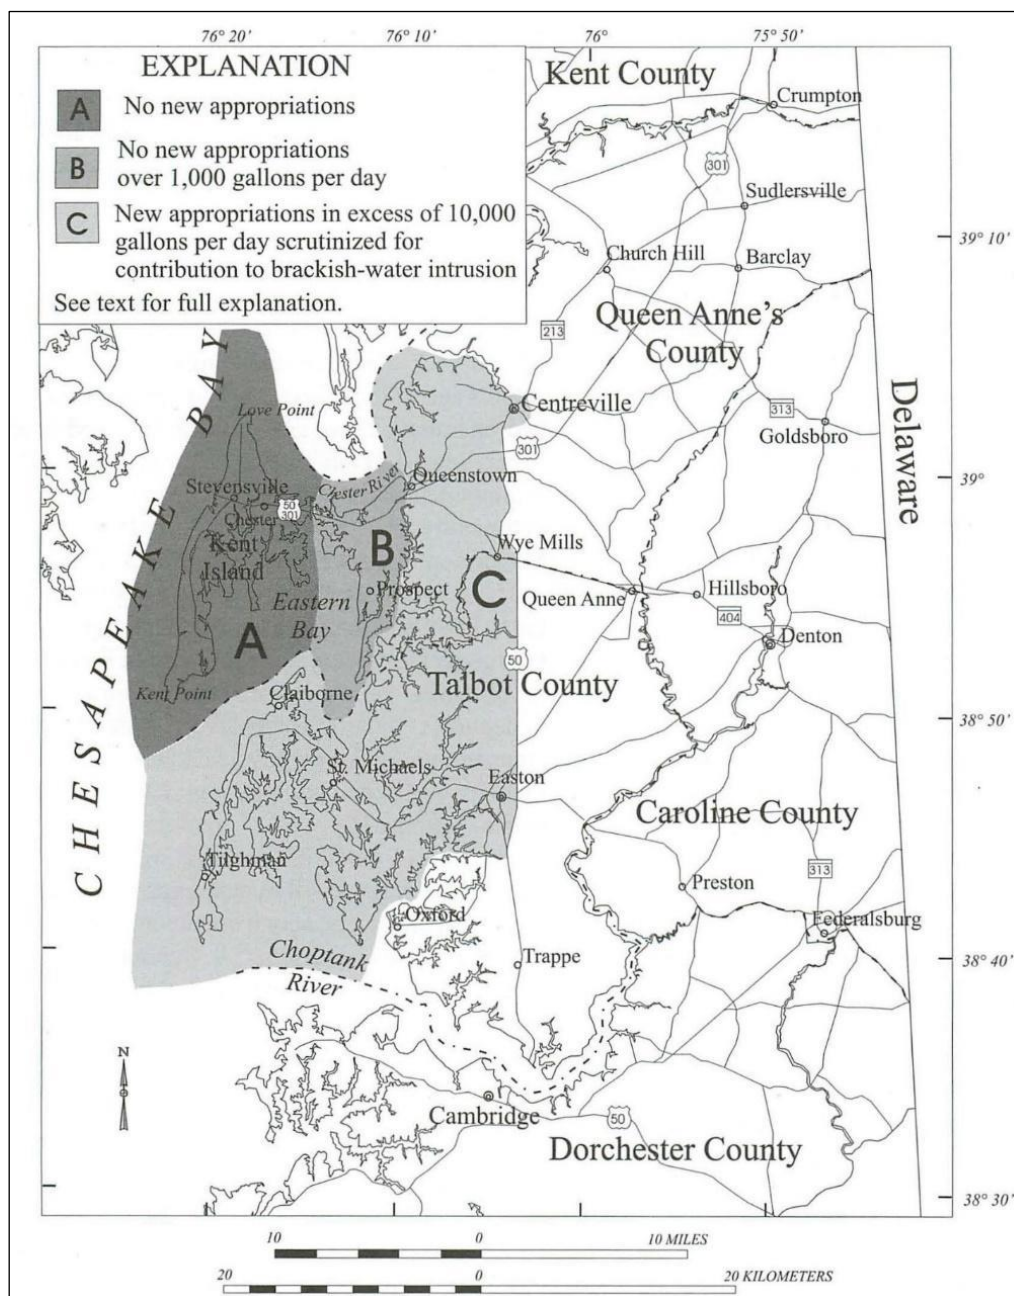 76° 20'
76° 10'
76°
75° 50'
EXPLANATION
A No new appropriations
B No new appropriations
over 1,000 gallons per day
C New appropriations in excess of 10,000
gallons per day scrutinized for
contribution to brackish-water intrusion
See text for full explanation.
Kent County
Crumpton
301
Sudlersville
39° 10'
Church Hill
Barclay
Queen Anne's
County
213
CHESAPEAKE BAY
Love Point
Delaware
Centreville
313
Goldsboro
301
Chester River
Queenstown
39°
Stevensville
50
301
Chester
Kent
Island
B
Wye Mills
Prospect
C
Queen Anne
Hillsboro
Eastern
Bay
404
A
Denton
50
Kent Point
Claiborne
Talbot County
38° 50'
St. Michaels
Easton
Caroline County
Tilghman
313
Preston
Oxford
Federalsburg
Choptank
River
Trappe
38° 40'
N
Cambridge
50
Dorchester County
38° 30'
10 0 10 MILES
20 0 20 KILOMETERS